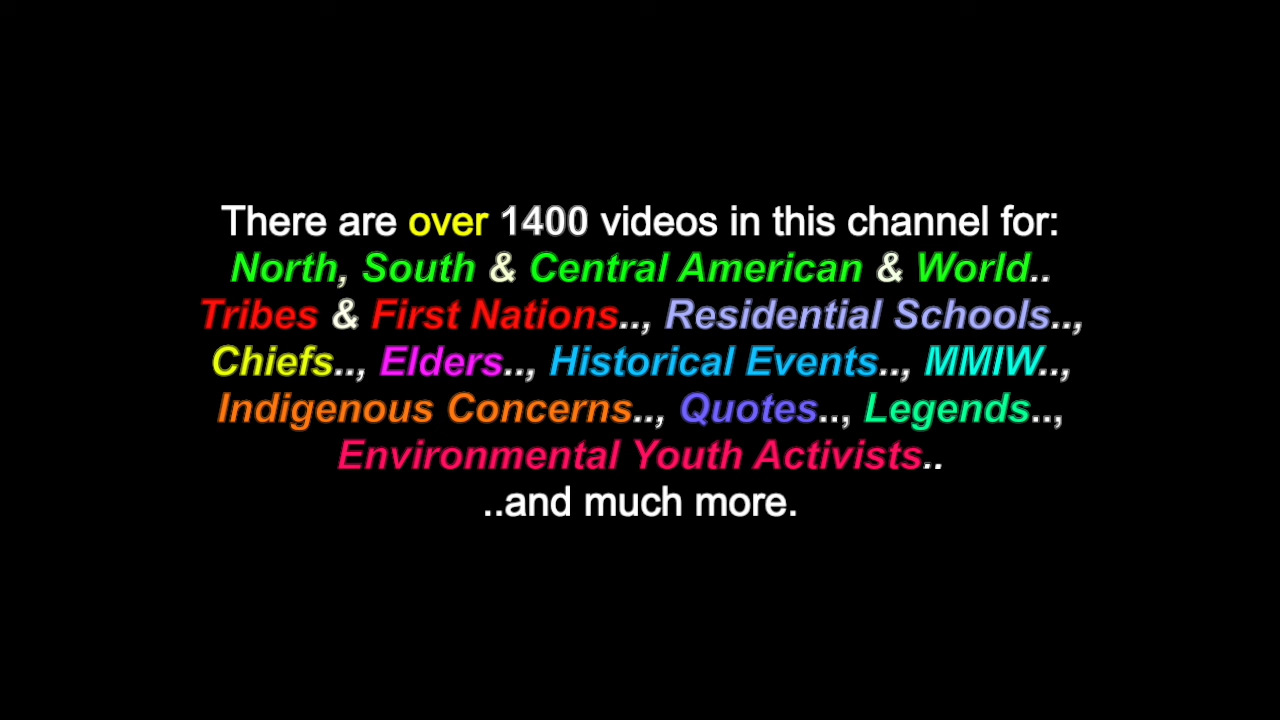 There are over 1400 videos in this channel for:
North, South & Central American & World..
Tribes & First Nations.., Residential Schools..,
Chiefs.., Elders.., Historical Events.., MMIW..,
Indigenous Concerns.., Quotes.., Legends..,
Environmental Youth Activists..
..and much more.